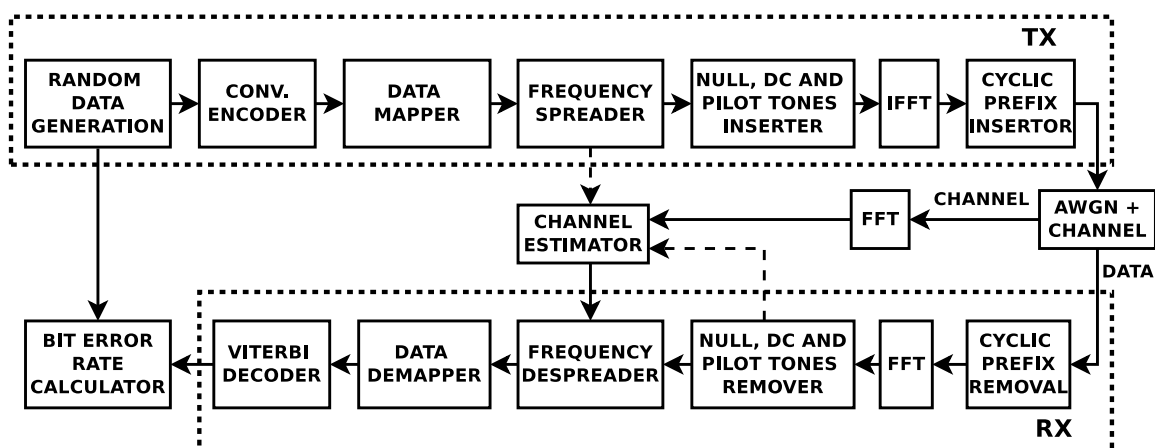 TX
RANDOM
DATA
GENERATION
CONV.
ENCODER
DATA
MAPPER
FREQUENCY
SPREADER
NULL, DC AND
PILOT TONES
INSERTER
IFFT
CYCLIC
PREFIX
INSERTOR
CHANNEL
ESTIMATOR
FFT
CHANNEL
AWGN +
CHANNEL
DATA
BIT ERROR
RATE
CALCULATOR
VITERBI
DECODER
DATA
DEMAPPER
FREQUENCY
DESPREADER
NULL, DC AND
PILOT TONES
REMOVER
FFT
CYCLIC
PREFIX
REMOVAL
RX